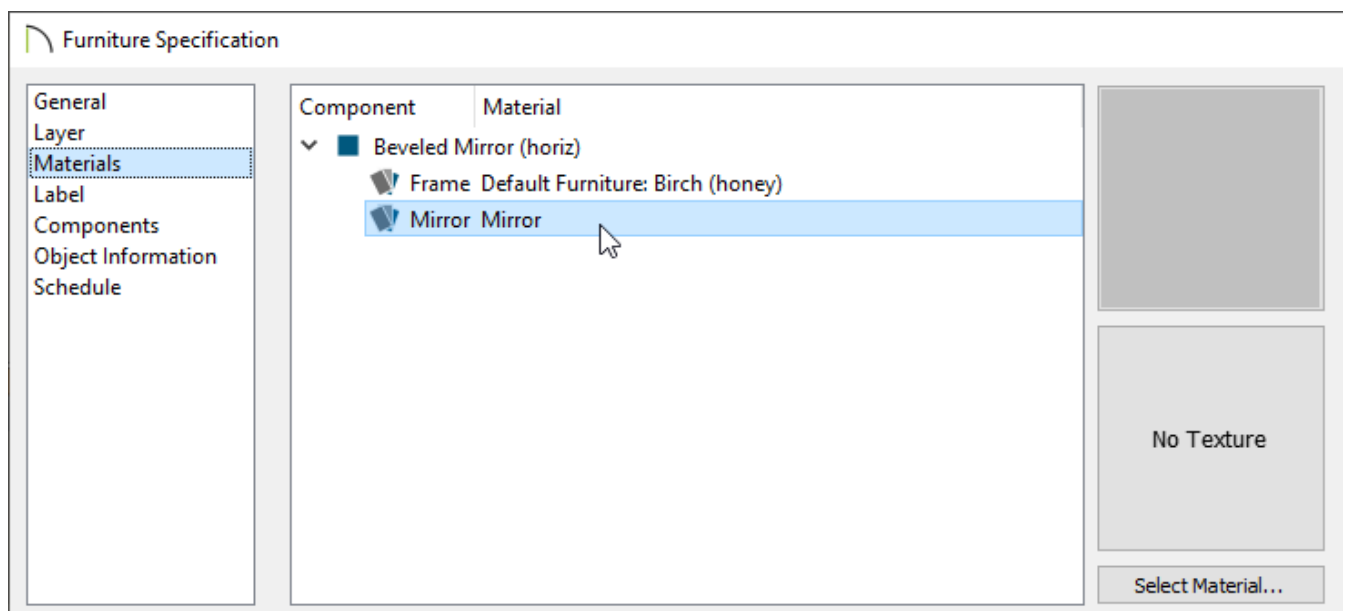 Furniture Specification
General
Layer
Materials
Label
Components
Object Information
Schedule
Component Material
Beveled Mirror (horiz)
Frame Default Furniture: Birch (honey)
Mirror Mirror
No Texture
Select Material...